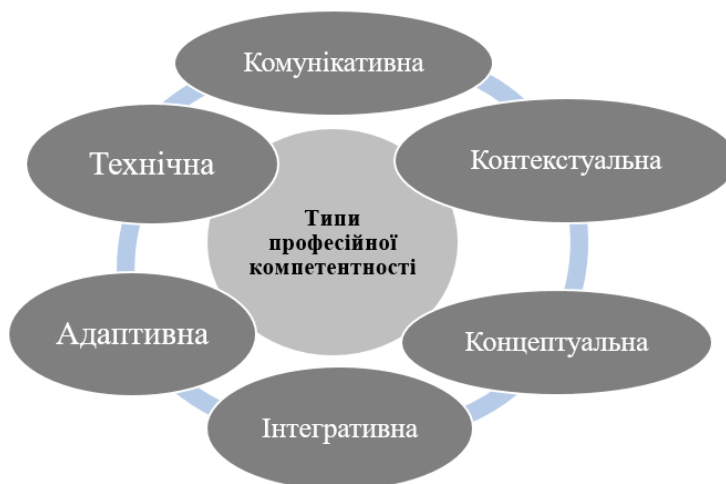 Комунікативна
Контекстуальна
Технічна
Типи
професійної
компетентності
Адаптивна
Концептуальна
Інтегративна